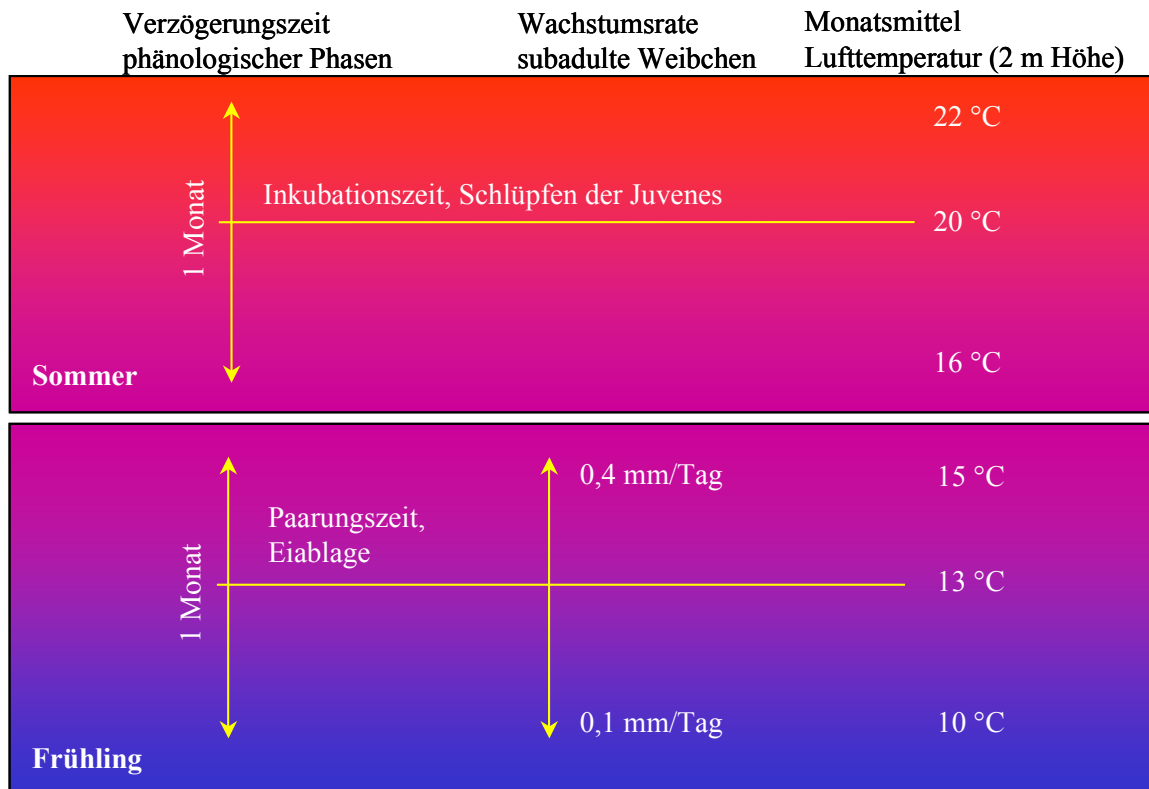 Verzögerungszeit
phänologischer Phasen
Wachstumsrate
subadulte Weibchen
Monatsmittel
Lufttemperatur (2 m Höhe)
22 °C
1 Monat
Inkubationszeit, Schlüpfen der Juvenes
20 °C
16 °C
Sommer
0,4 mm/Tag
15 °C
Paarungszeit,
Eiablage
1 Monat
13 °C
0,1 mm/Tag
10 °C
Frühling